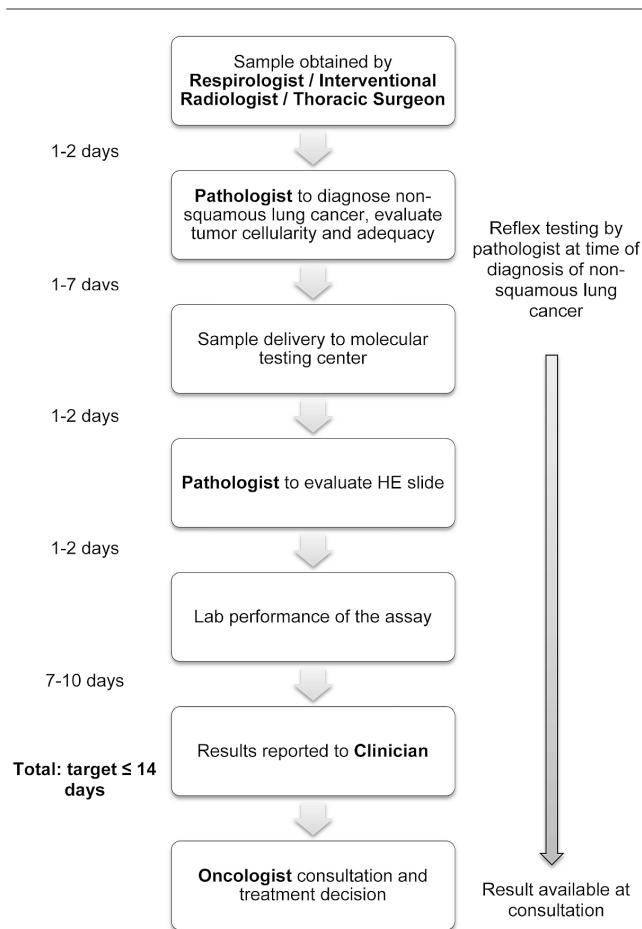 Sample obtained by
Respirologist / Interventional
Radiologist / Thoracic Surgeon
1-2 days
Pathologist to diagnose non-
squamous lung cancer, evaluate
tumor cellularity and adequacy
Reflex testing by
pathologist at time of
diagnosis of non-
squamous lung
cancer
1-7 days
Sample delivery to molecular
testing center
1-2 days
Pathologist to evaluate HE slide
1-2 days
Lab performance of the assay
7-10 days
Results reported to Clinician
Total: target ≤ 14
days
Oncologist consultation and
treatment decision
Result available at
consultation